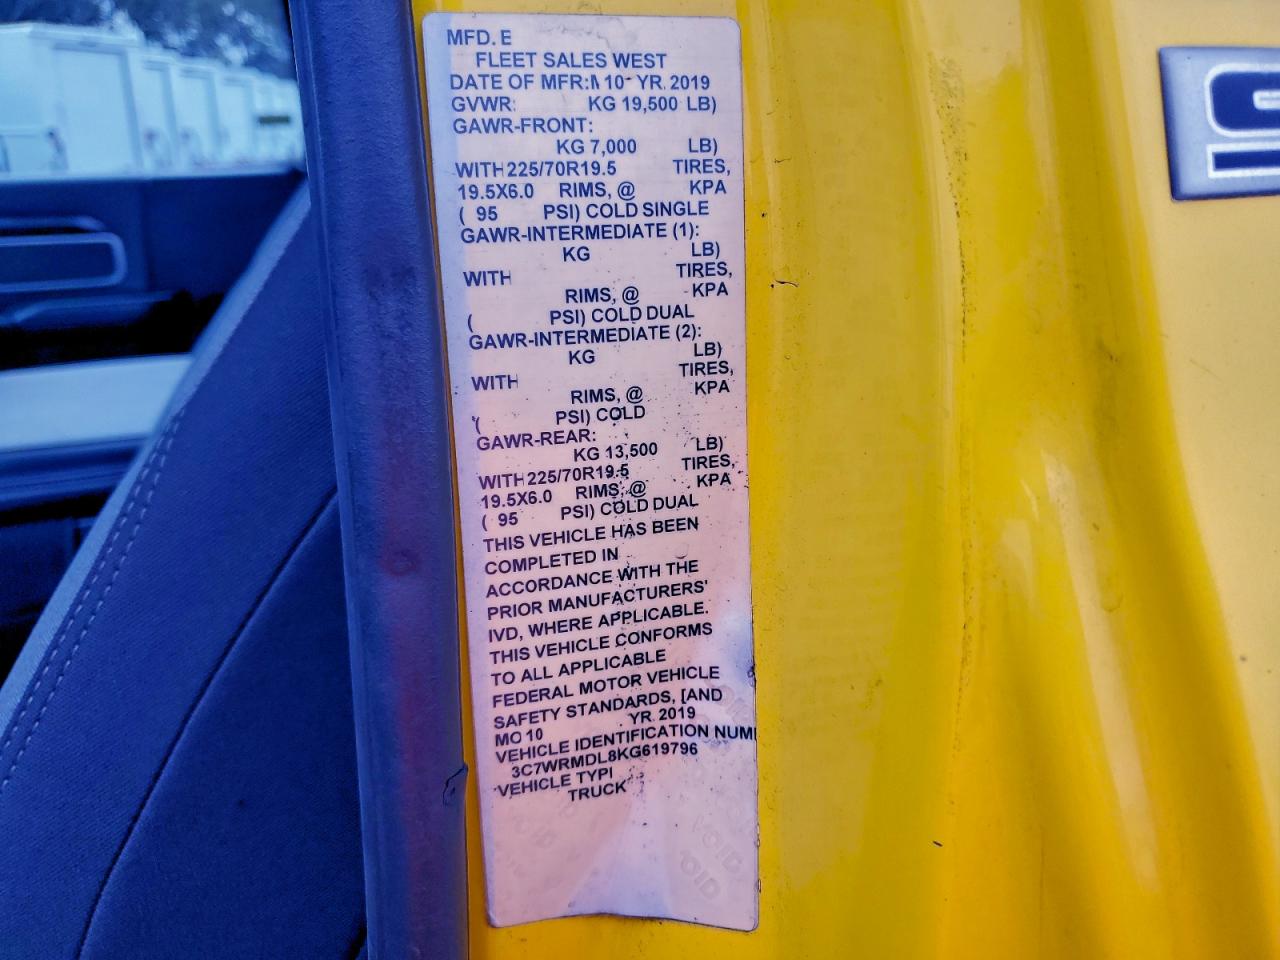 MFD. E
FLEET SALES WEST
DATE OF MFR: 10 YR. 2019
GVWR: KG 19,500 LB)
GAWR-FRONT:
KG 7,000 LB)
WITH 225/70R19.5 TIRES,
19.5X6.0 RIMS, @ KPA
( 95 PSI) COLD SINGLE
GAWR-INTERMEDIATE (1):
KG LB)
WITH TIRES,
RIMS, @ KPA
( PSI) COLD DUAL
GAWR-INTERMEDIATE (2):
KG LB)
WITH TIRES,
RIMS, @ KPA
( PSI) COLD
GAWR-REAR:
KG 13,500 LB)
WITH 225/70R19.5 TIRES,
19.5X6.0 RIMS, @ KPA
( 95 PSI) COLD DUAL
THIS VEHICLE HAS BEEN
COMPLETED IN
ACCORDANCE WITH THE
PRIOR MANUFACTURERS'
IVD, WHERE APPLICABLE.
THIS VEHICLE CONFORMS
TO ALL APPLICABLE
FEDERAL MOTOR VEHICLE
SAFETY STANDARDS, [AND
MO 10 YR. 2019
VEHICLE IDENTIFICATION NUM
3C7WRMDL8KG619796
VEHICLE TYP
TRUCK
VOID
VOID
OID